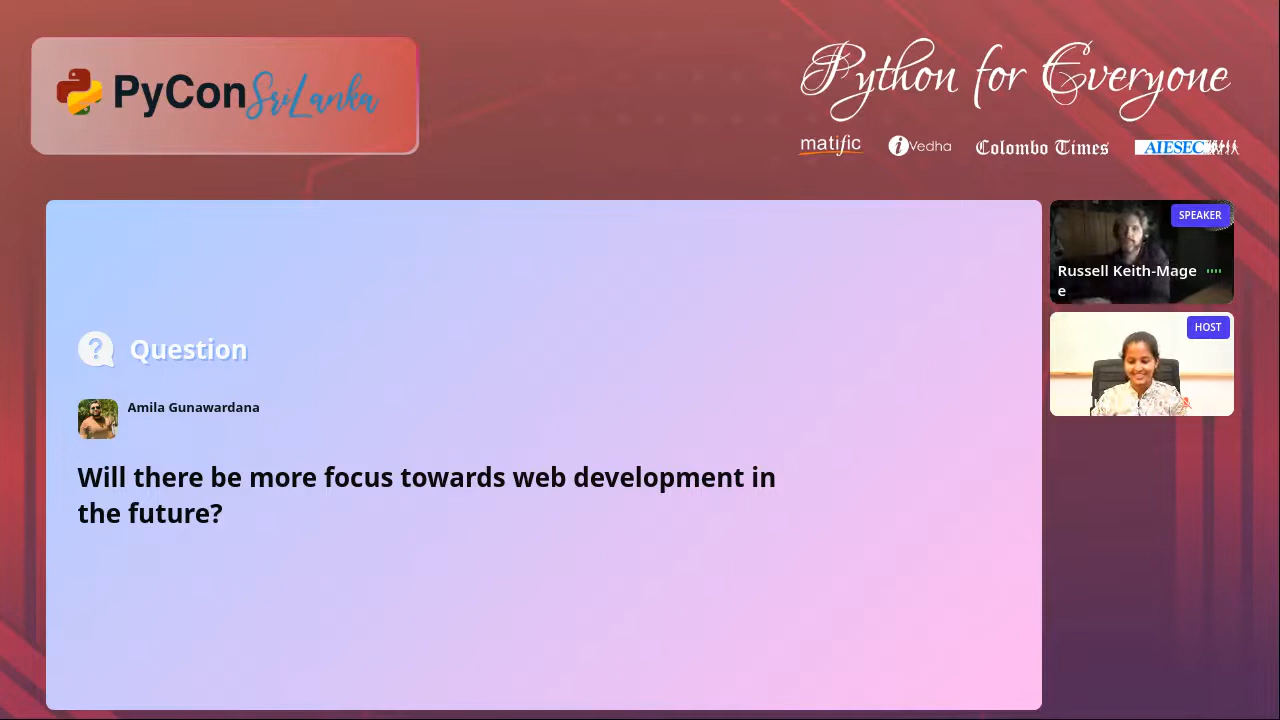 PyCon SriLanka
Python for Everyone
matific
i Vedha
Colombo Times
AIESEC
SPEAKER
Russell Keith-Mage
e
HOST
Question
Amila Gunawardana
Will there be more focus towards web development in
the future?